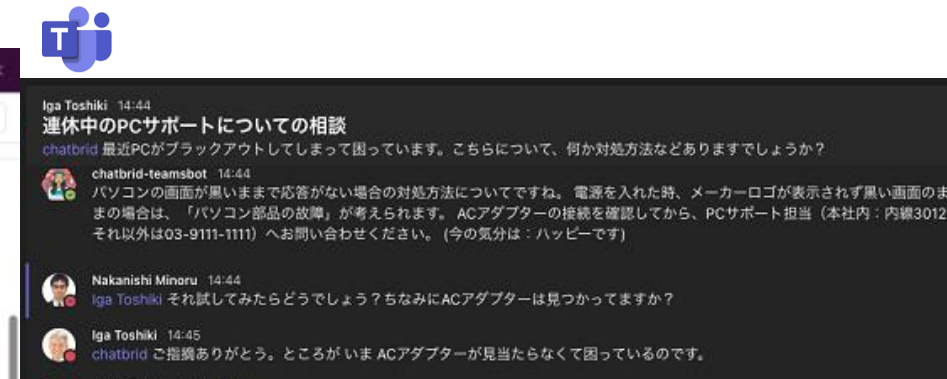 T
Iga Toshiki 14:44
連休中のPCサポートについての相談
chatbrid 最近PCがブラックアウトしてしまって困っています。こちらについて、何か対処方法などありますでしょうか？
chatbrid-teamsbot 14:44
パソコンの画面が黒いままで応答がない場合の対処方法についてですね。 電源を入れた時、メーカーロゴが表示されず黒い画面のま
まの場合は、「パソコン部品の故障」が考えられます。 ACアダプターの接続を確認してから、PCサポート担当（本社内：内線3012
それ以外は03-9111-1111）へお問い合わせください。 (今の気分は：ハッピーです)
Nakanishi Minoru 14:44
Iga Toshiki それ試してみたらどうでしょう？ちなみにACアダプターは見つかってますか？
Iga Toshiki 14:45
chatbrid ご指摘ありがとう。ところが いま ACアダプターが見当たらなくて困っているのです。